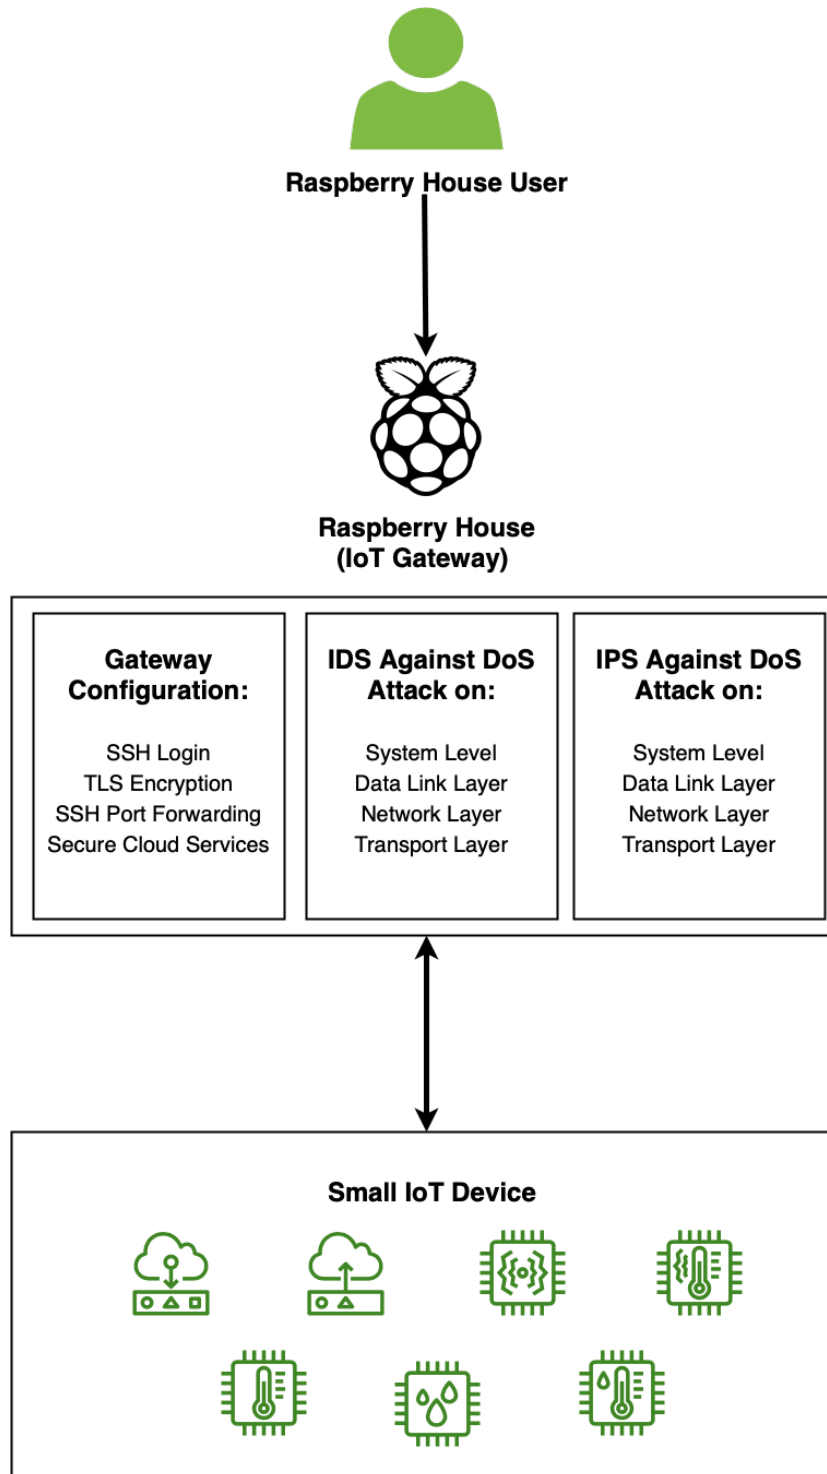 Raspberry House User
Raspberry House
(IoT Gateway)
Gateway
Configuration:
SSH Login
TLS Encryption
SSH Port Forwarding
Secure Cloud Services
IDS Against DoS
Attack on:
System Level
Data Link Layer
Network Layer
Transport Layer
IPS Against DoS
Attack on:
System Level
Data Link Layer
Network Layer
Transport Layer
Small IoT Device